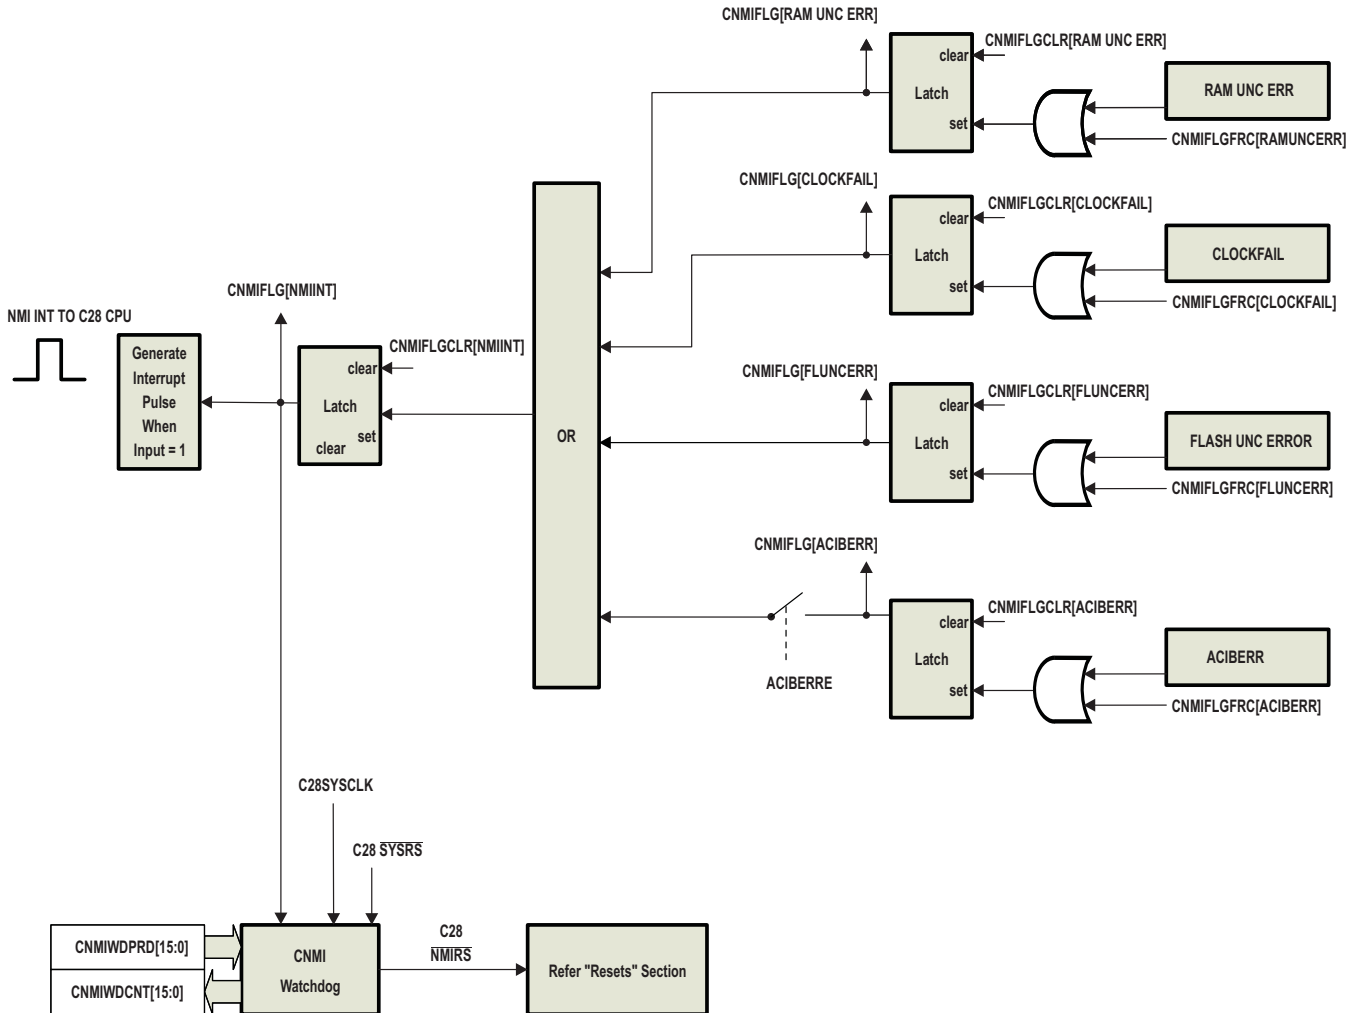 CNMIFLG[RAM UNC ERR]
CNMIFLGCLR[RAM UNC ERR]
clear
Latch
set
RAM UNC ERR
CNMIFLGFRC[RAMUNCERR]
CNMIFLG[CLOCKFAIL]
CNMIFLGCLR[CLOCKFAIL]
clear
Latch
set
CLOCKFAIL
CNMIFLGFRC[CLOCKFAIL]
CNMIFLG[NMIINT]
NMI INT TO C28 CPU
Generate
Interrupt
Pulse
When
Input = 1
CNMIFLGCLR[NMIINT]
clear
Latch
set
clear
OR
CNMIFLG[FLUNCERR]
CNMIFLGCLR[FLUNCERR]
clear
Latch
set
FLASH UNC ERROR
CNMIFLGFRC[FLUNCERR]
CNMIFLG[ACIBERR]
CNMIFLGCLR[ACIBERR]
clear
Latch
set
ACIBERR
CNMIFLGFRC[ACIBERR]
ACIBERRE
C28SYSCLK
C28 SYSRS
CNMIWDPRD[15:0]
CNMIWDCNT[15:0]
CNMI
Watchdog
C28
NMIRS
Refer "Resets" Section